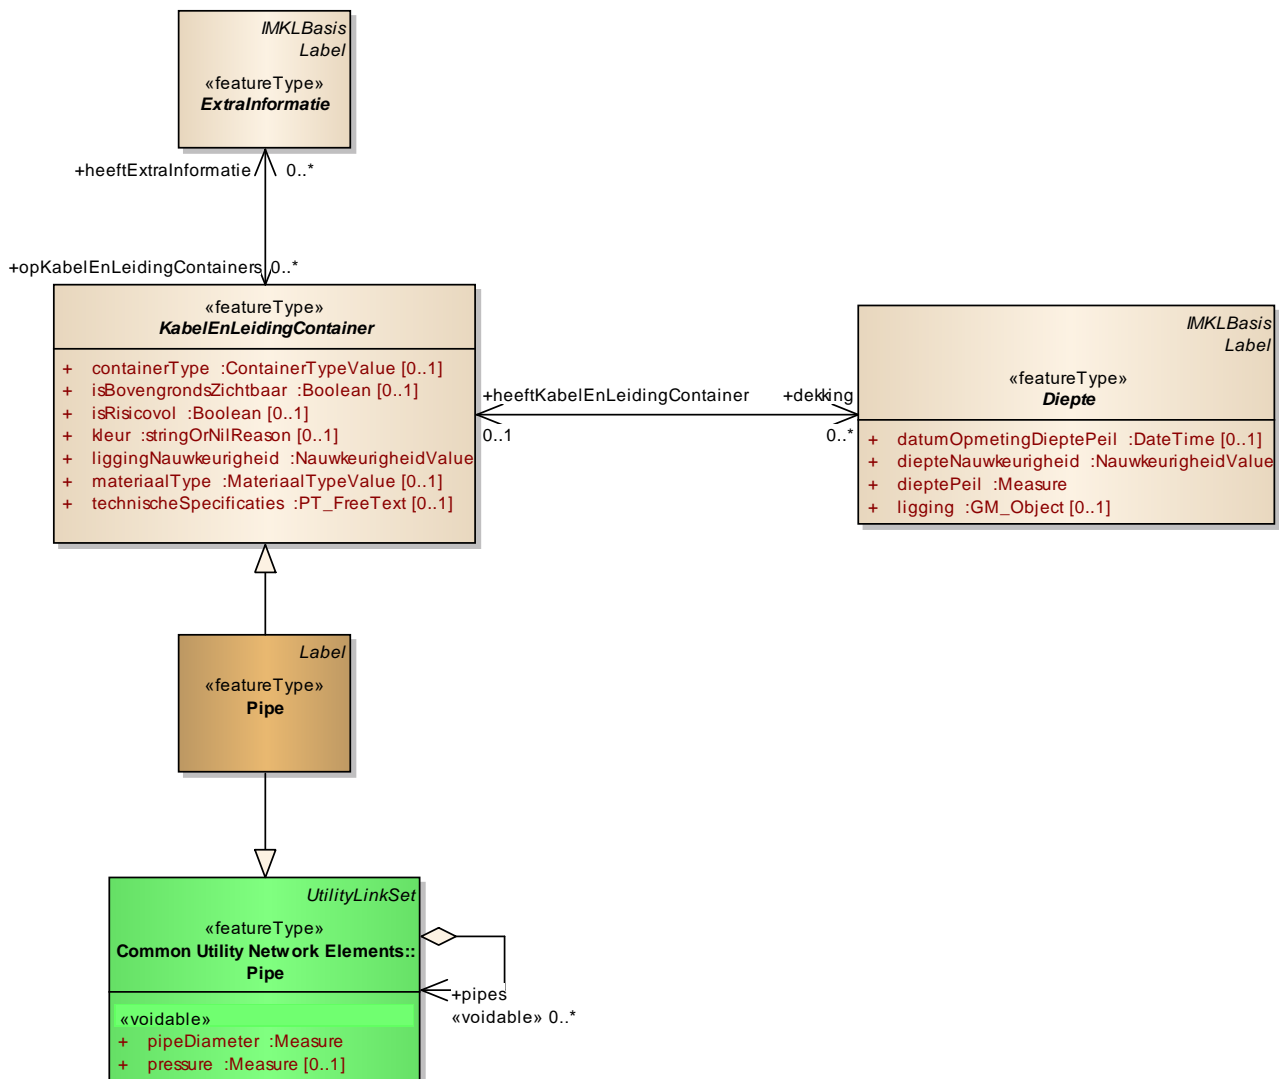 IMKLBasis
Label
«featureType»
ExtraInformatie
+heeftExtraInformatie 0..*
+opKabelEnLeidingContainers 0..*
«featureType»
KabelEnLeidingContainer
+ containerType :ContainerTypeValue [0..1]
+ isBovengrondsZichtbaar :Boolean [0..1]
+ isRisicovol :Boolean [0..1]
+ kleur :stringOrNilReason [0..1]
+ liggingNauwkeurigheid :NauwkeurigheidValue
+ materiaalType :MateriaalTypeValue [0..1]
+ technischeSpecificaties :PT_FreeText [0..1]
+heeftKabelEnLeidingContainer +dekking
0..1 0..*
IMKLBasis
Label
«featureType»
Diepte
+ datumOpmetingDieptePeil :DateTime [0..1]
+ diepteNauwkeurigheid :NauwkeurigheidValue
+ dieptePeil :Measure
+ ligging :GM_Object [0..1]
Label
«featureType»
Pipe
UtilityLinkSet
«featureType»
Common Utility Network Elements::
Pipe
«voidable»
+ pipeDiameter :Measure
+ pressure :Measure [0..1]
+pipes
«voidable» 0..*